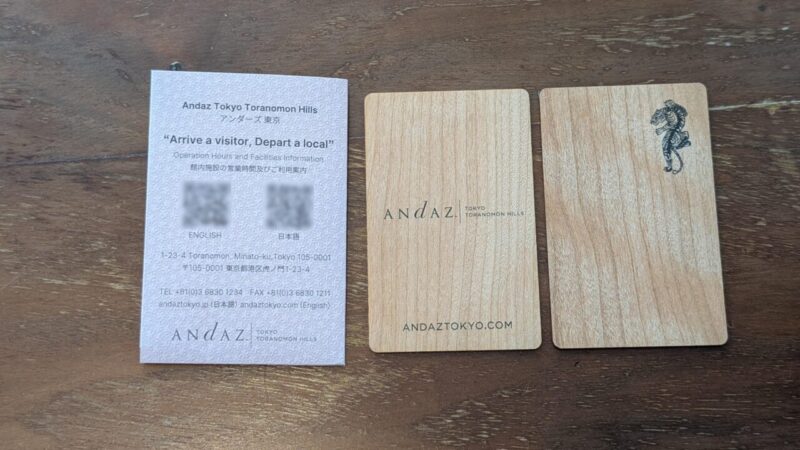 Andaz Tokyo Toranomon Hills
アンダーズ 東京
“Arrive a visitor, Depart a local”
Operation Hours and Facilities Information
館内施設の営業時間及びご利用案内
ENGLISH
日本語
1-23-4 Toranomon, Minato-ku,Tokyo 105-0001
〒105-0001 東京都港区虎ノ門1-23-4
TEL +81(0)3 6830 1234 FAX +81(0)3 6830 1211
andaztokyo.jp (日本語) andaztokyo.com (English)
ANdAZ
TOKYO
TORANOMON HILLS
ANdAZ
TOKYO
TORANOMON HILLS
ANDAZTOKYO.COM